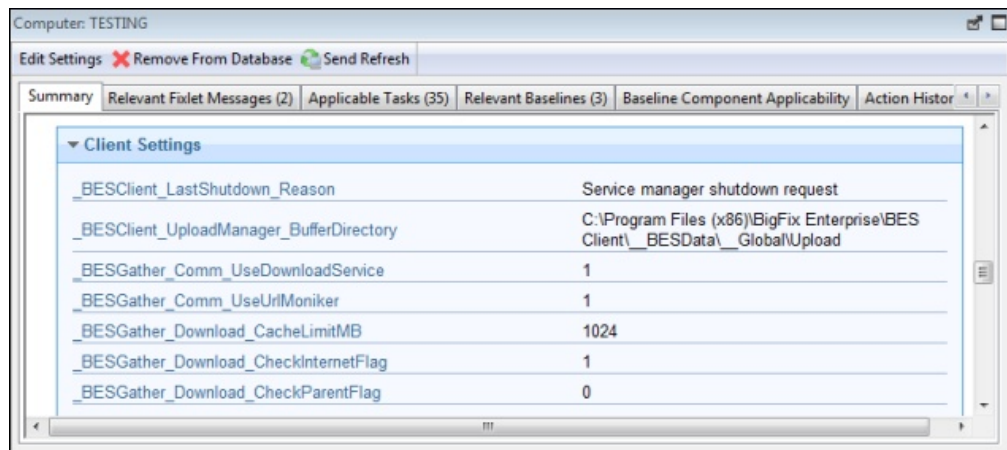 Computer: TESTING
Edit Settings Remove From Database Send Refresh
Summary Relevant Fixlet Messages (2) Applicable Tasks (35) Relevant Baselines (3) Baseline Component Applicability Action Histor
Client Settings
_BESClient_LastShutdown_Reason Service manager shutdown request
_BESClient_UploadManager_BufferDirectory C:\Program Files (x86)\BigFix Enterprise\BES
Client\__BESData\__Global\Upload
_BESGather_Comm_UseDownloadService 1
_BESGather_Comm_UseUrlMoniker 1
_BESGather_Download_CacheLimitMB 1024
_BESGather_Download_CheckInternetFlag 1
_BESGather_Download_CheckParentFlag 0